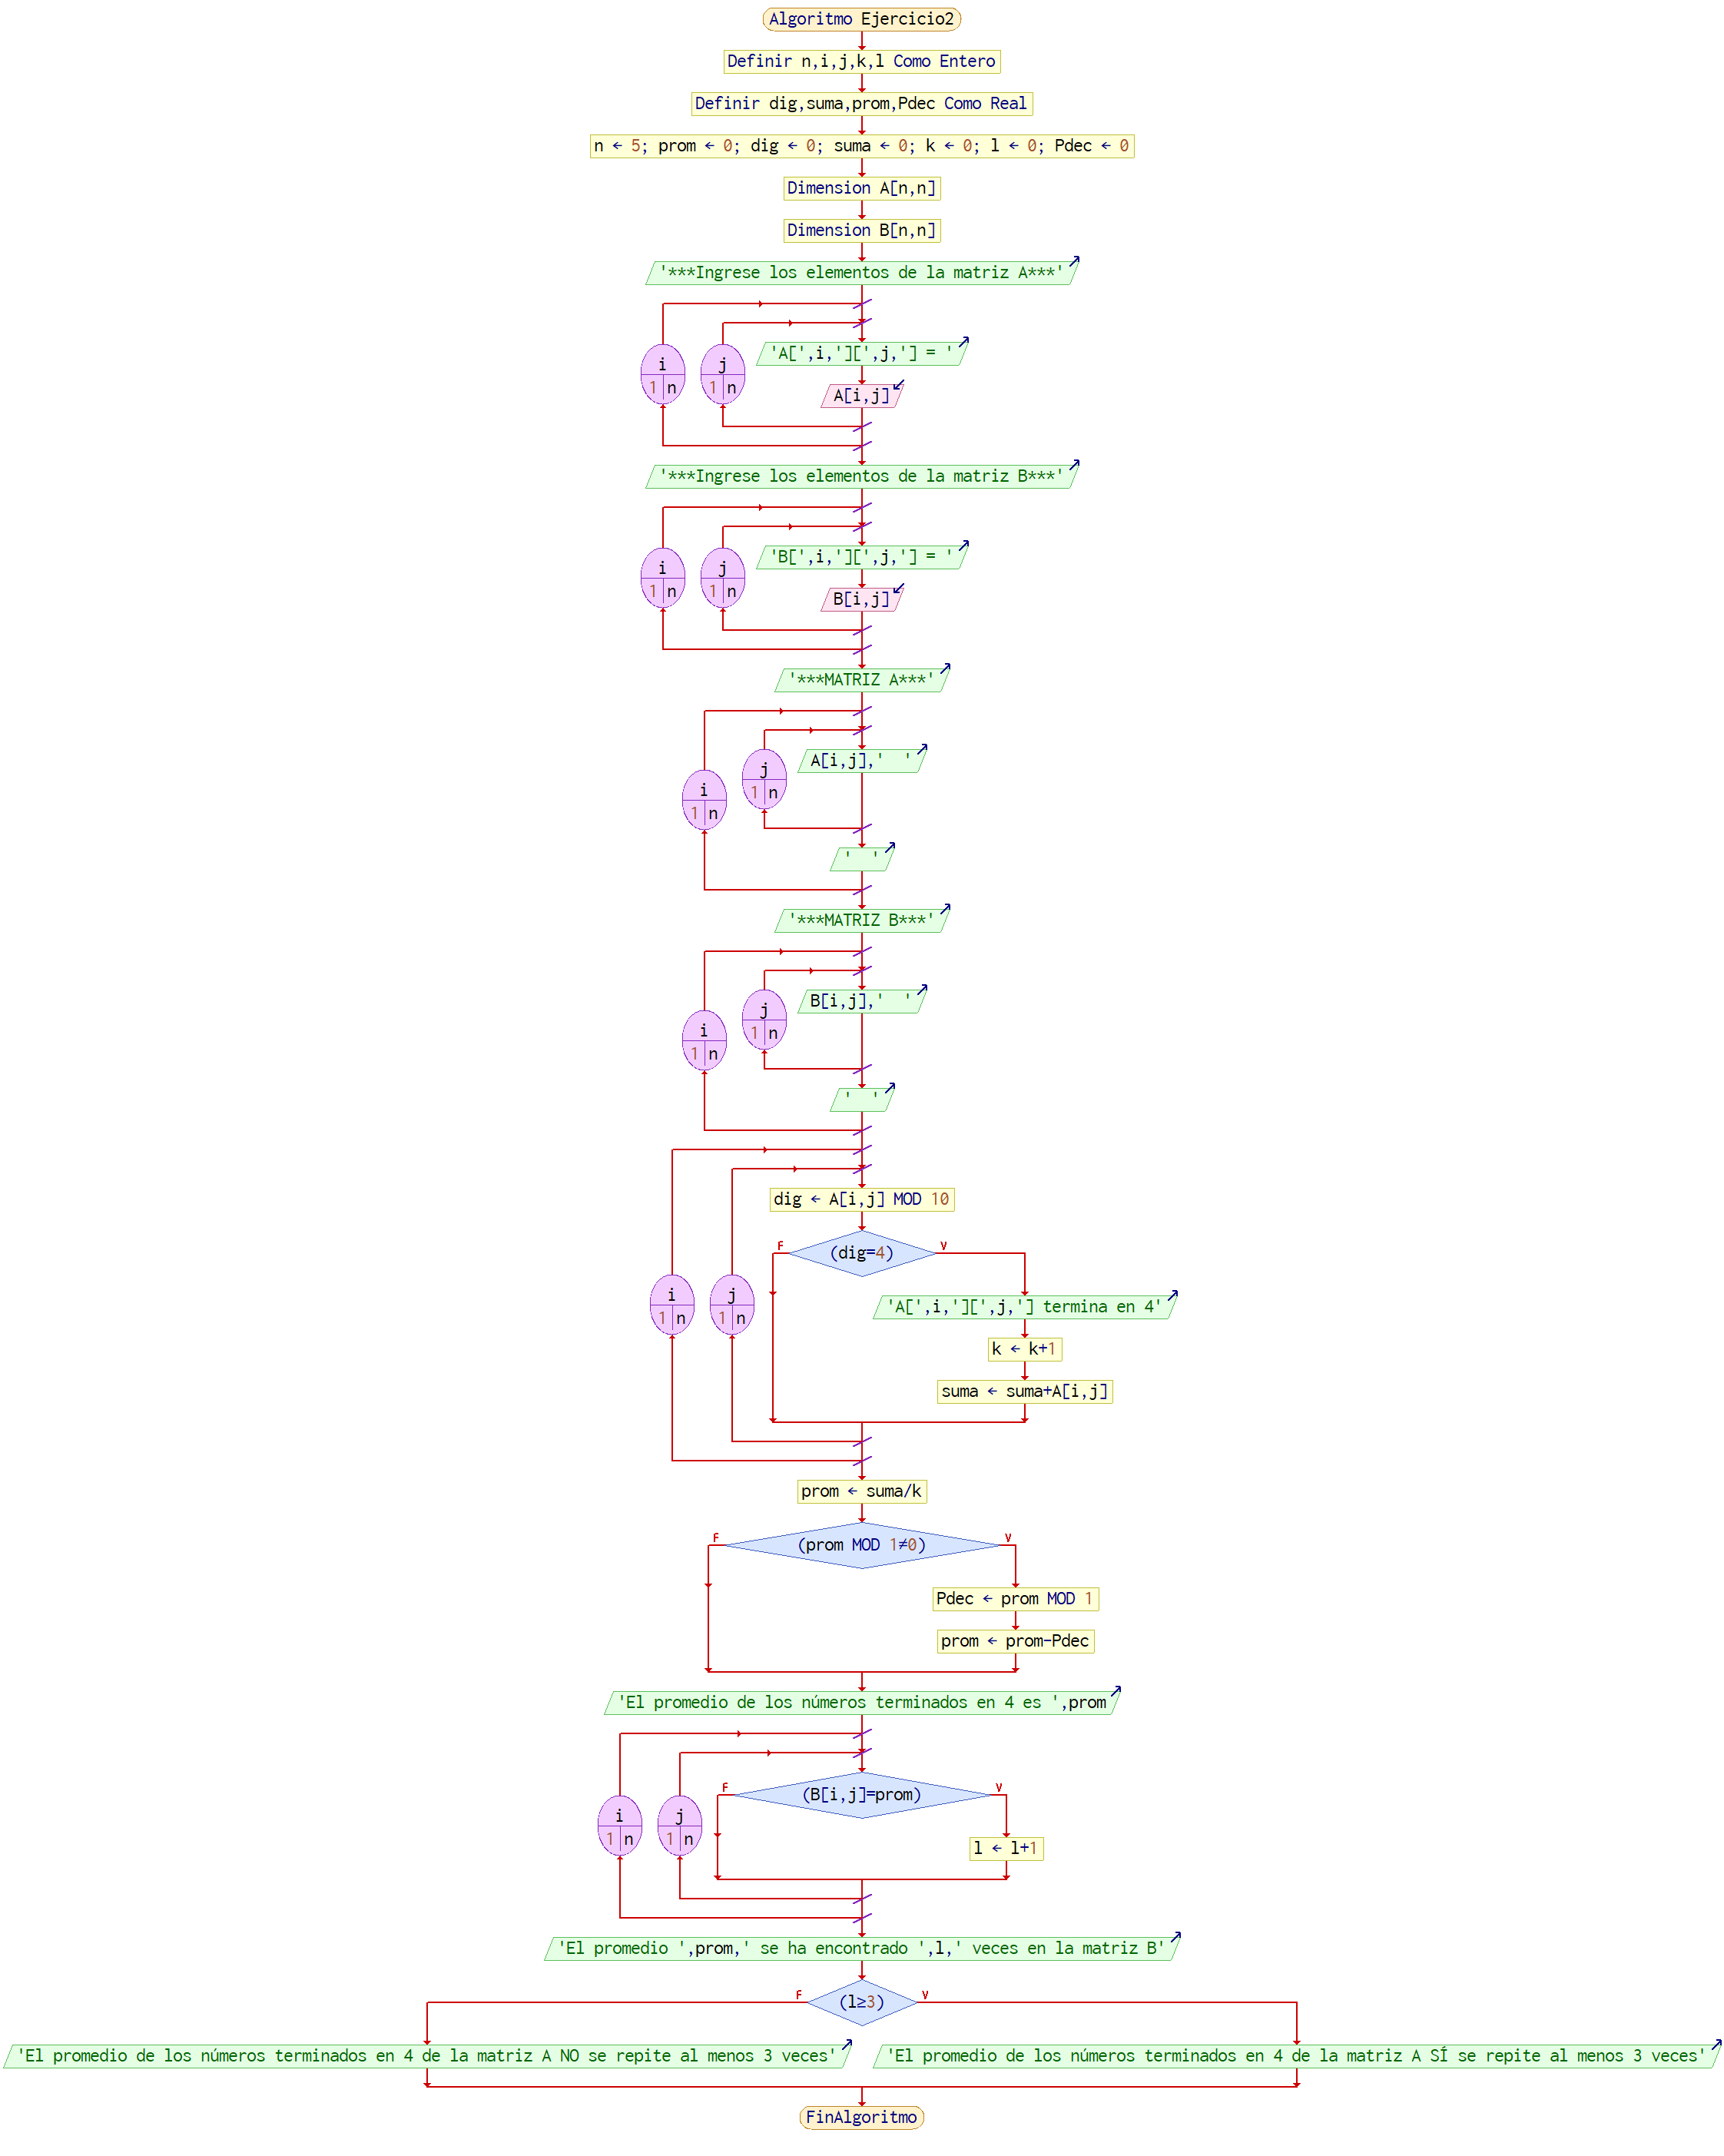 Algoritmo Ejercicio2
Definir n,i,j,k,l Como Entero
Definir dig,suma,prom,Pdec Como Real
n ← 5; prom ← 0; dig ← 0; suma ← 0; k ← 0; l ← 0; Pdec ← 0
Dimension A[n,n]
Dimension B[n,n]
'***Ingrese los elementos de la matriz A***'
i
1 n
j
1 n
'A[',i,'][',j,'] = '
A[i,j]
'***Ingrese los elementos de la matriz B***'
i
1 n
j
1 n
'B[',i,'][',j,'] = '
B[i,j]
'***MATRIZ A***'
i
1 n
j
1 n
A[i,j],'  '
'  '
'***MATRIZ B***'
i
1 n
j
1 n
B[i,j],'  '
'  '
i
1 n
j
1 n
dig ← A[i,j] MOD 10
F
(dig=4)
V
'A[',i,'][',j,'] termina en 4'
k ← k+1
suma ← suma+A[i,j]
prom ← suma/k
F
(prom MOD 1≠0)
V
Pdec ← prom MOD 1
prom ← prom-Pdec
'El promedio de los números terminados en 4 es ',prom
i
1 n
j
1 n
F
(B[i,j]=prom)
V
l ← l+1
'El promedio ',prom,' se ha encontrado ',l,' veces en la matriz B'
F
(l≥3)
V
'El promedio de los números terminados en 4 de la matriz A NO se repite al menos 3 veces'
'El promedio de los números terminados en 4 de la matriz A SÍ se repite al menos 3 veces'
FinAlgoritmo